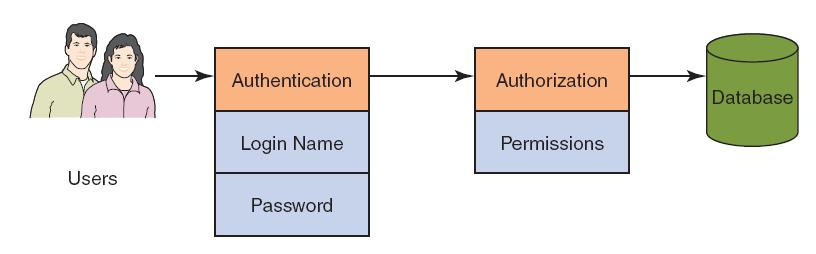 Users
Authentication
Login Name
Password
Authorization
Permissions
Database